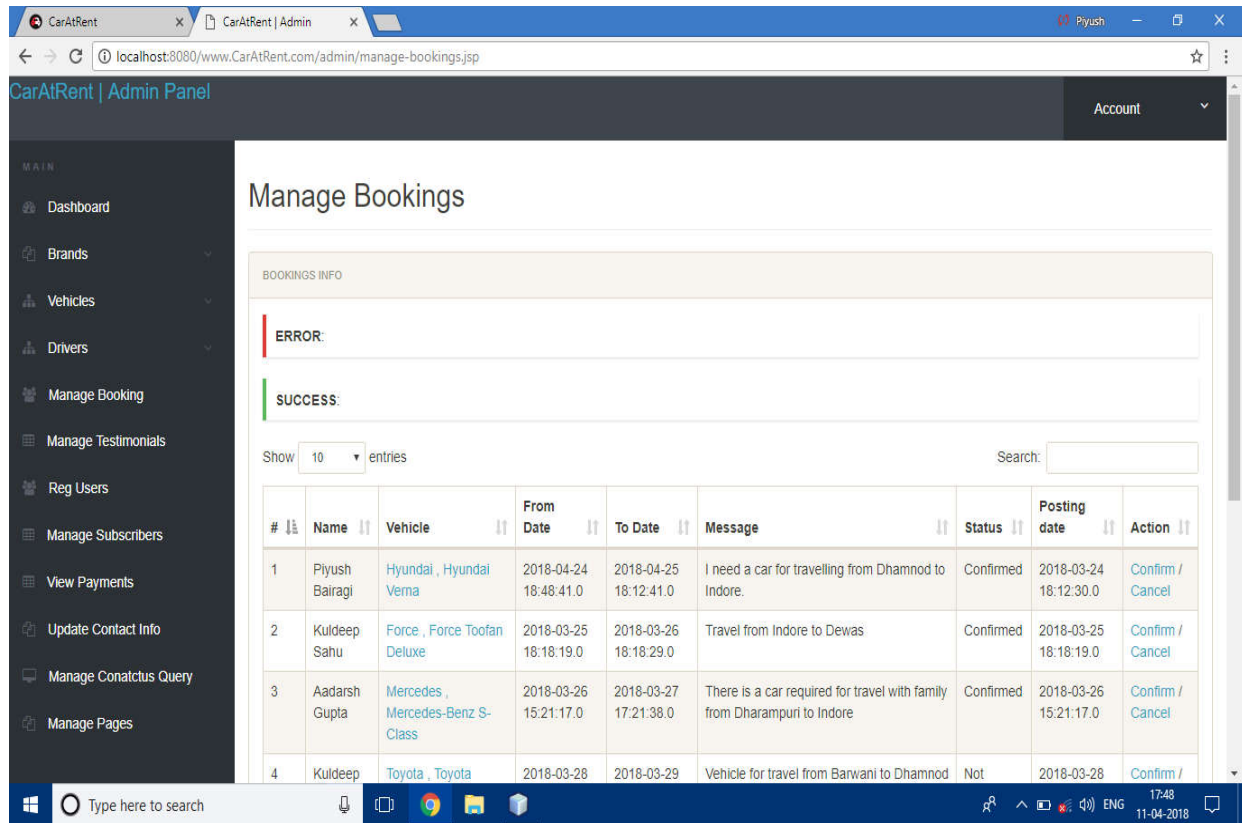 CarAtRent
CarAtRent | Admin
Piyush
localhost:8080/www.CarAtRent.com/admin/manage-bookings.jsp
CarAtRent | Admin Panel
Account
MAIN
Dashboard
Brands
Vehicles
Drivers
Manage Booking
Manage Testimonials
Reg Users
Manage Subscribers
View Payments
Update Contact Info
Manage Conatctus Query
Manage Pages
Manage Bookings
BOOKINGS INFO
ERROR:
SUCCESS:
Show 10 entries
Search:
# Name Vehicle From Date To Date Message Status Posting date Action
1 Piyush Bairagi Hyundai , Hyundai Verna 2018-04-24 18:48:41.0 2018-04-25 18:12:41.0 I need a car for travelling from Dhamnod to Indore. Confirmed 2018-03-24 18:12:30.0 Confirm / Cancel
2 Kuldeep Sahu Force , Force Toofan Deluxe 2018-03-25 18:18:19.0 2018-03-26 18:18:29.0 Travel from Indore to Dewas Confirmed 2018-03-25 18:18:19.0 Confirm / Cancel
3 Aadarsh Gupta Mercedes , Mercedes-Benz S-Class 2018-03-26 15:21:17.0 2018-03-27 17:21:38.0 There is a car required for travel with family from Dharampuri to Indore Confirmed 2018-03-26 15:21:17.0 Confirm / Cancel
4 Kuldeep Toyota , Toyota 2018-03-28 2018-03-29 Vehicle for travel from Barwani to Dhamnod Not 2018-03-28 Confirm /
Type here to search
ENG
17:48
11-04-2018